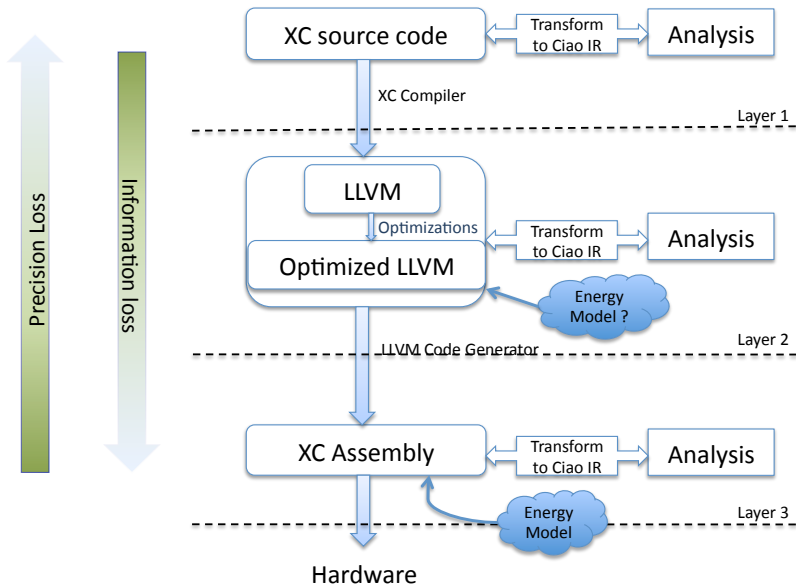 XC source code
Transform
to Ciao IR
Analysis
XC Compiler
Layer 1
Precision Loss
Information loss
LLVM
Optimizations
Optimized LLVM
Transform
to Ciao IR
Analysis
Energy
Model ?
Layer 2
LLVM Code Generator
XC Assembly
Transform
to Ciao IR
Analysis
Energy
Model
Layer 3
Hardware